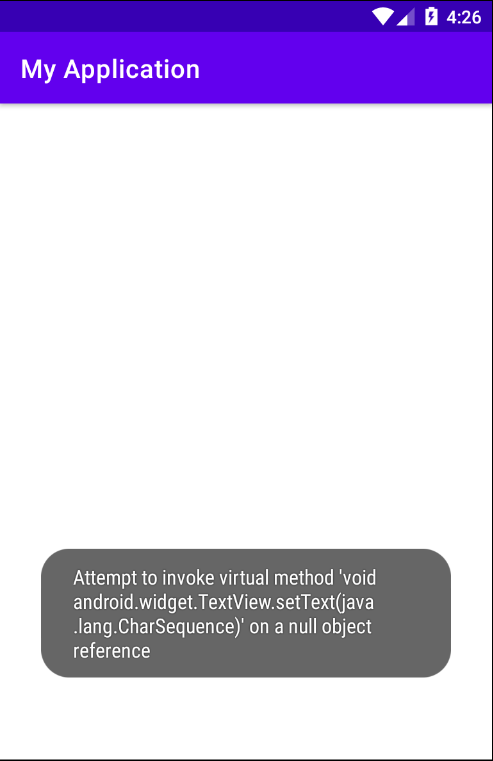 4:26
My Application
Attempt to invoke virtual method 'void
android.widget.TextView.setText(java
.lang.CharSequence)' on a null object
reference